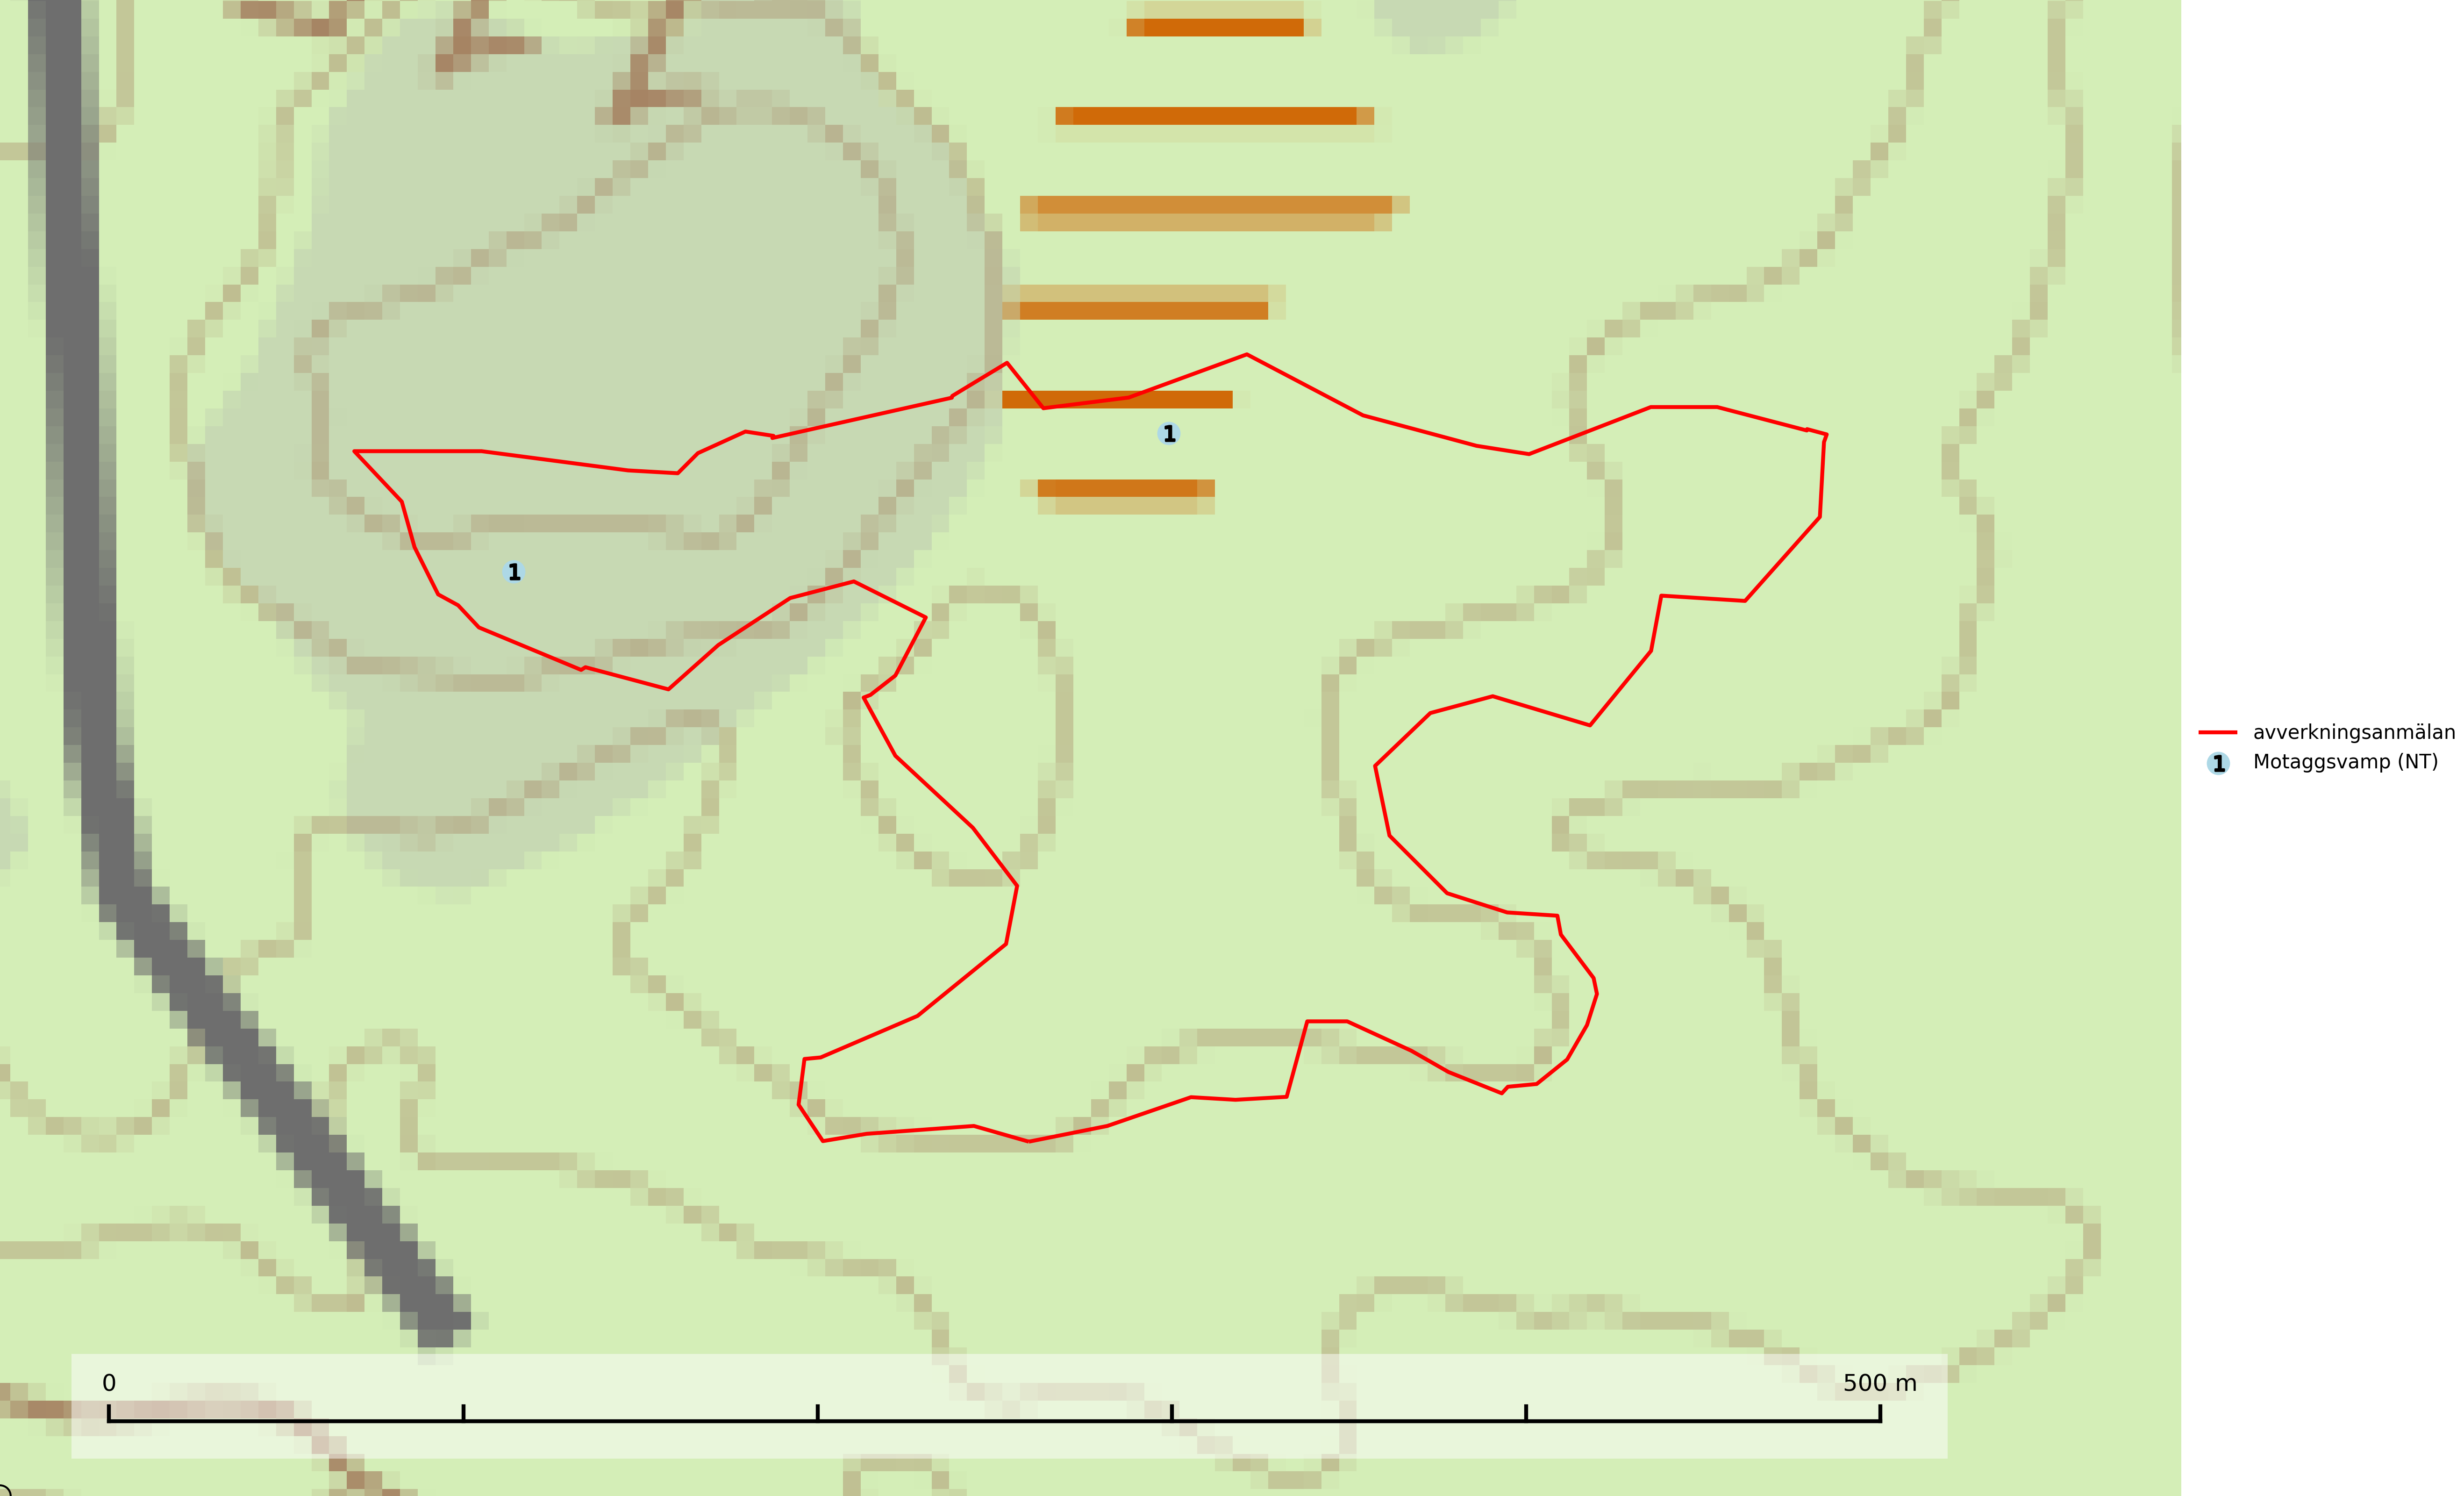 1
1
avverkningsanmälan
1 Motaggsvamp (NT)
0 500 m